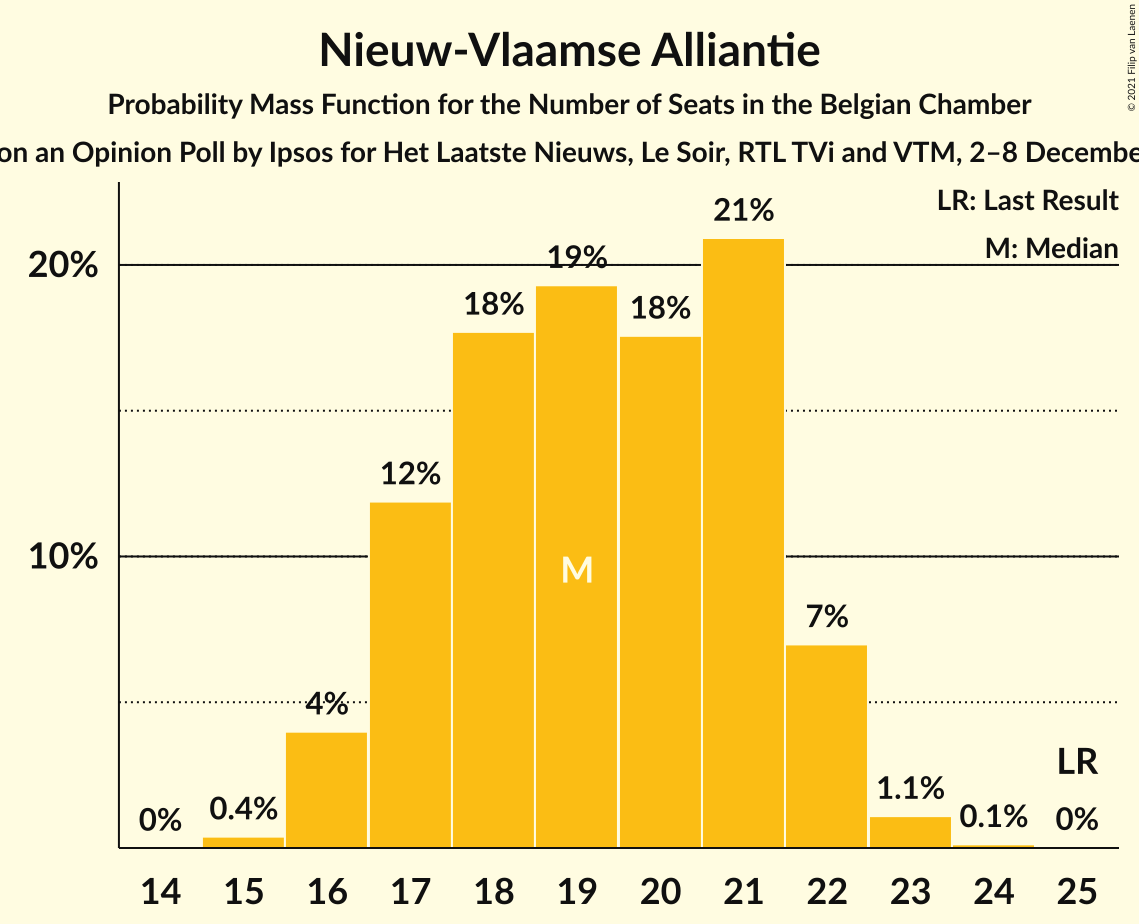 Nieuw-Vlaamse Alliantie
Probability Mass Function for the Number of Seats in the Belgian Chamber
on an Opinion Poll by Ipsos for Het Laatste Nieuws, Le Soir, RTL TVi and VTM, 2–8 Decembe
© 2021 Filip van Laenen
LR: Last Result
M: Median
20%
10%
0%
0.4%
4%
12%
18%
19%
18%
21%
7%
1.1%
0.1%
0%
M
LR
14 15 16 17 18 19 20 21 22 23 24 25